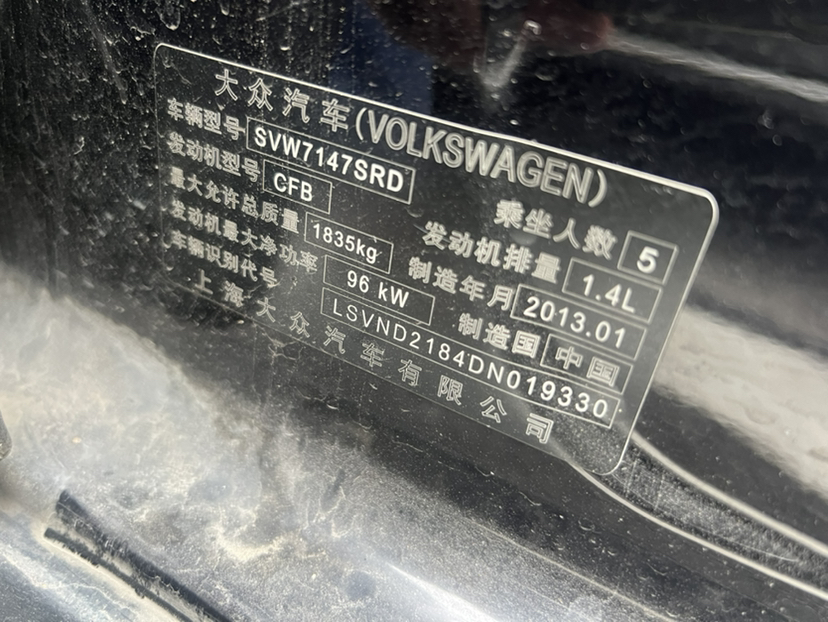 大众汽车(VOLKSWAGEN)
车辆型号 SVW7147SRD 乘坐人数 5
发动机型号 CFB 发动机排量 1.4L
最大允许总质量 1835kg 制造年月 2013.01
发动机最大净功率 96 kW 制造国 中国
车辆识别代号 LSVND2184DN019330
上海大众汽车有限公司